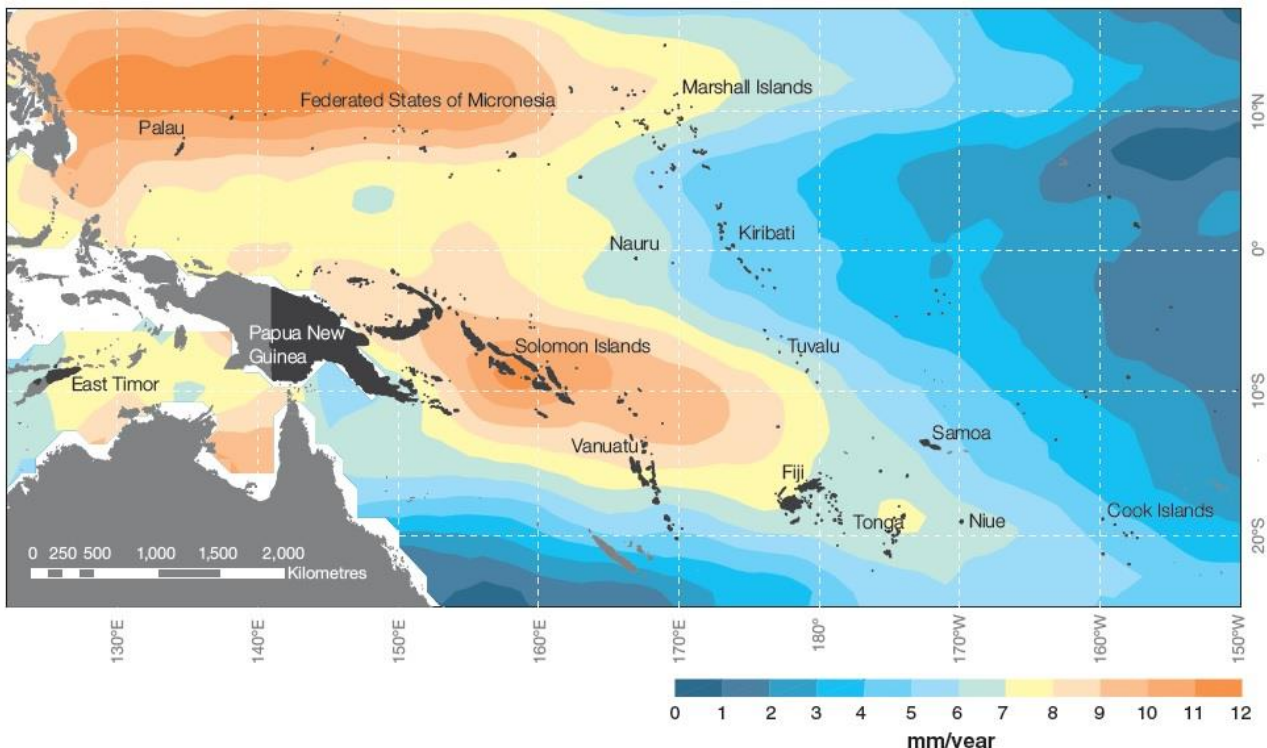 Marshall Islands
Federated States of Micronesia
10°N
Palau
Nauru
Kiribati
0°
Papua New
Guinea
Solomon Islands
Tuvalu
East Timor
10°S
Samoa
Vanuatu
Fiji
Cook Islands
Tonga
Niue
20°S
0 250 500 1,000 1,500 2,000
Kilometres
130°E 140°E 150°E 160°E 170°E 180° 170°W 160°W 150°W
0 1 2 3 4 5 6 7 8 9 10 11 12
mm/year